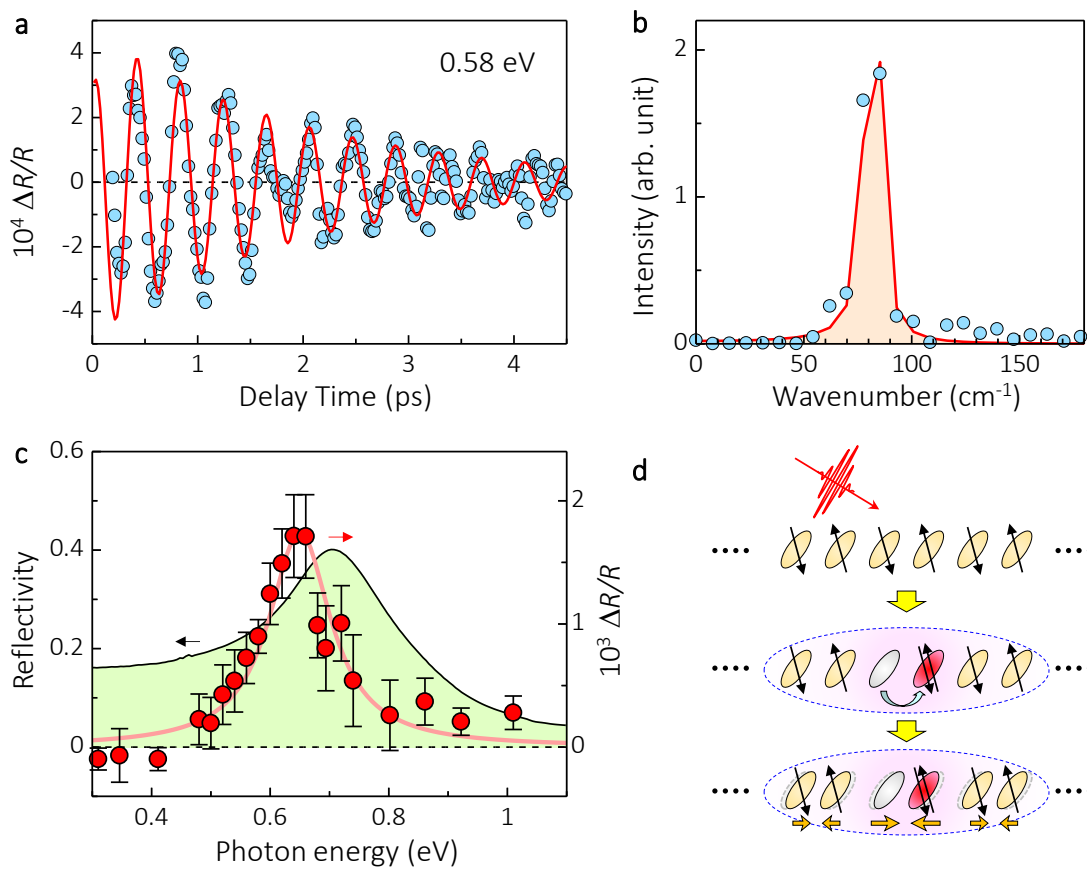 a
0.58 eV
10⁴ ΔR/R
4
2
0
-2
-4
0 1 2 3 4
Delay Time (ps)
b
Intensity (arb. unit)
2
1
0
0 50 100 150
Wavenumber (cm⁻¹)
c
Reflectivity
0.6
0.4
0.2
0
2
1
0
10³ ΔR/R
0.4 0.6 0.8 1
Photon energy (eV)
d